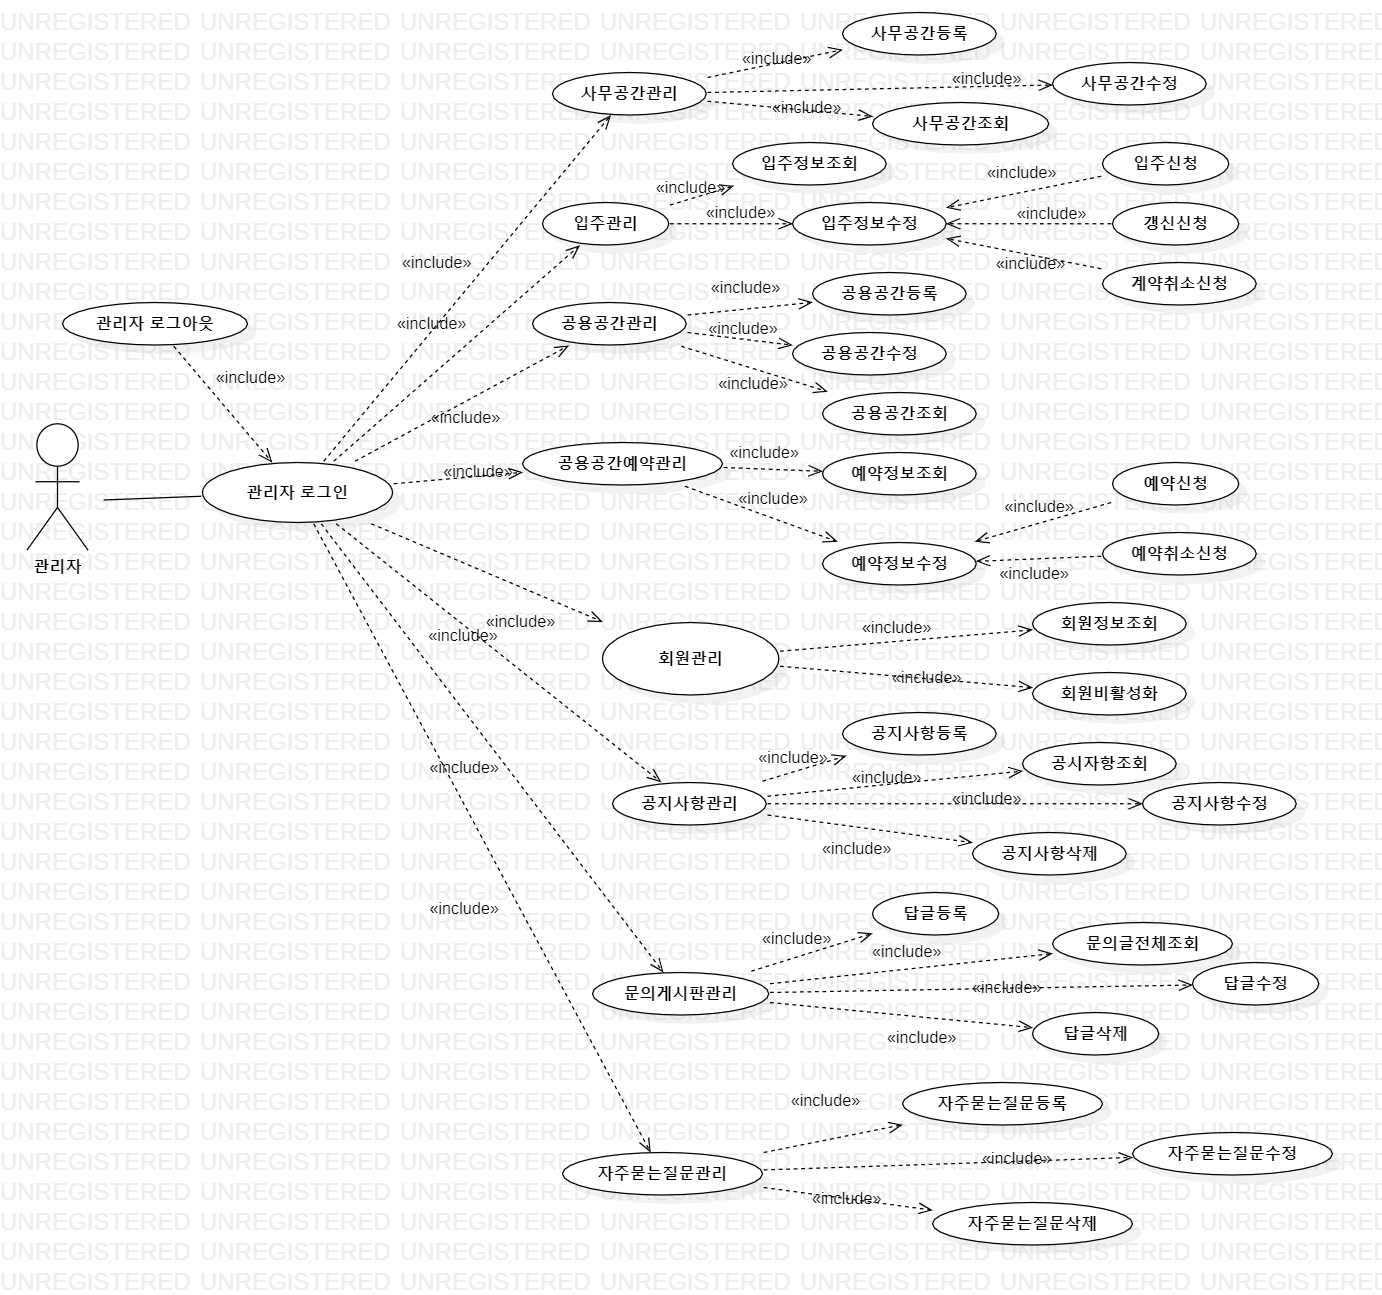 사무공간등록
«include»
사무공간관리
«include»
사무공간수정
«include»
사무공간조회
입주정보조회
입주신청
«include»
«include»
입주관리
«include»
입주정보수정
«include»
갱신신청
«include»
«include»
계약취소신청
«include»
공용공간등록
관리자 로그아웃
«include»
공용공간관리
«include»
공용공간수정
«include»
«include»
공용공간조회
«include»
«include»
공용공간예약관리
«include»
예약정보조회
예약신청
관리자 로그인
«include»
«include»
예약취소신청
예약정보수정
관리자
«include»
«include»
«include»
«include»
회원정보조회
회원관리
«include»
회원비활성화
공지사항등록
«include»
«include»
«include»
공시자항조회
공지사항관리
«include»
공지사항수정
«include»
공지사항삭제
«include»
답글등록
«include»
«include»
문의글전체조회
문의게시판관리
«include»
답글수정
«include»
답글삭제
«include»
자주묻는질문등록
«include»
자주묻는질문수정
자주묻는질문관리
«include»
자주묻는질문삭제
UNREGISTERED